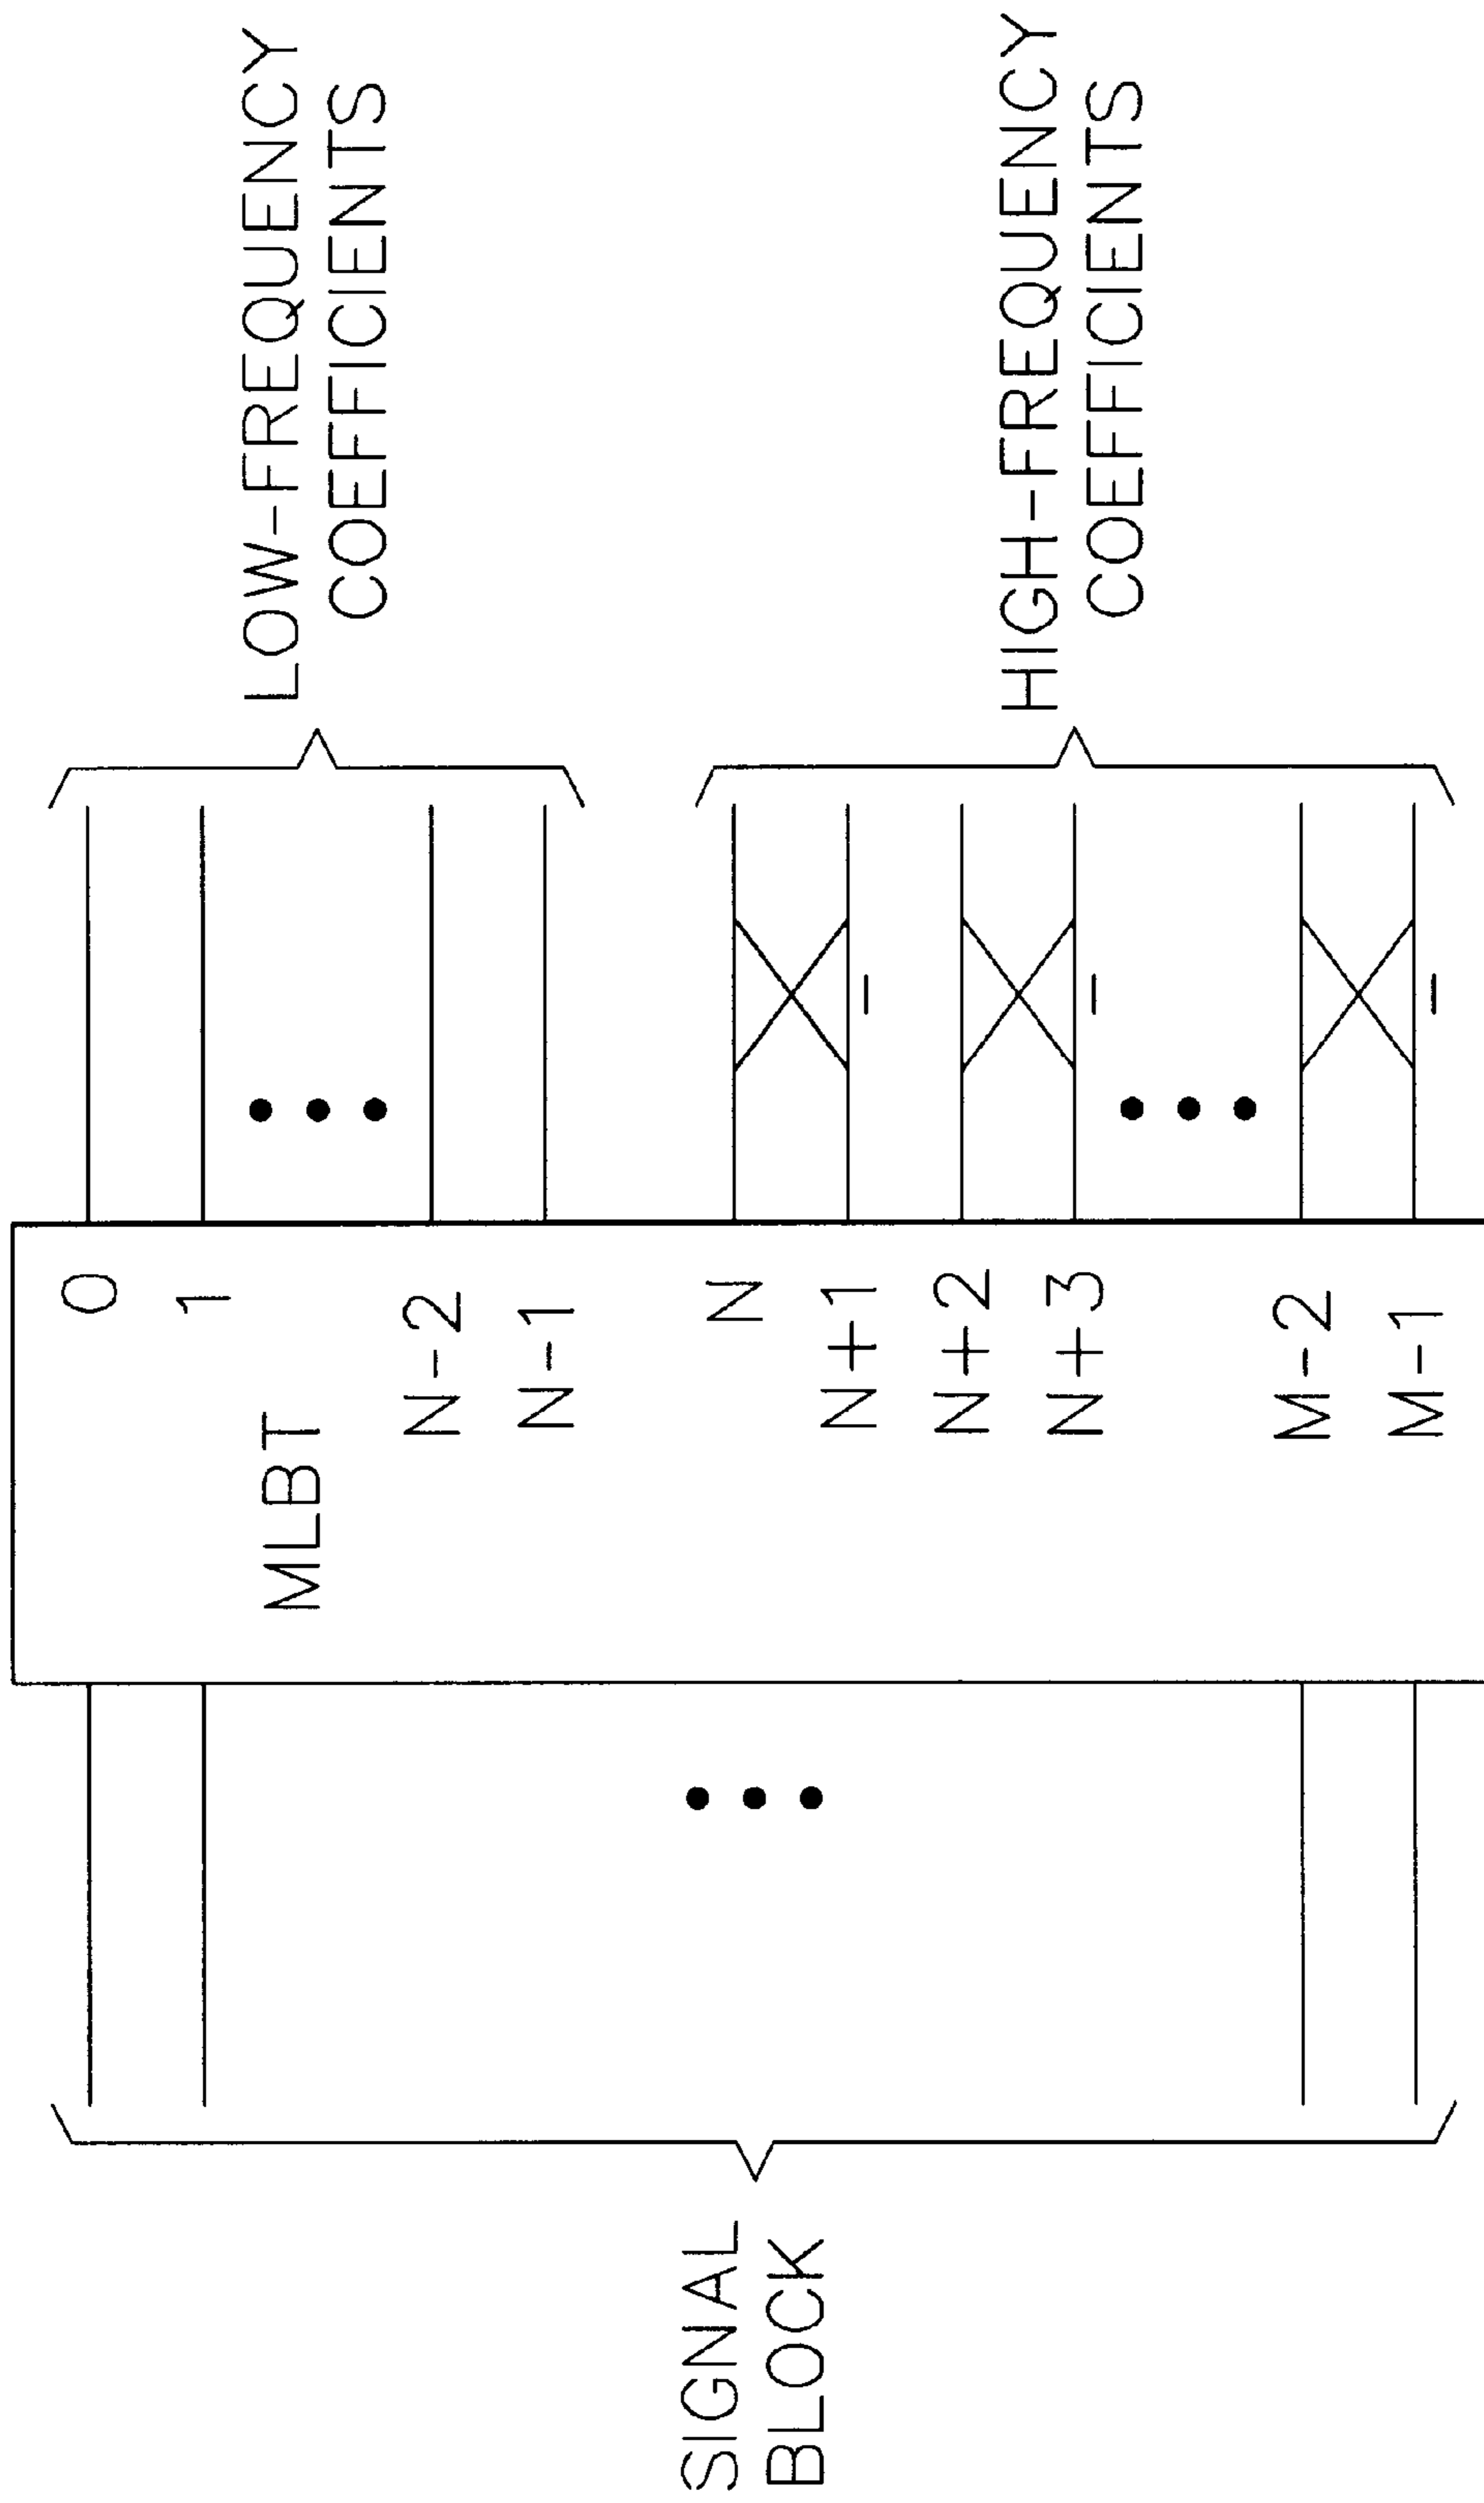 SIGNAL
BLOCK
0
1
MLBT
N-2
N-1
N
N+1
N+2
N+3
M-2
M-1
LOW-FREQUENCY
COEFFICIENTS
-
-
-
HIGH-FREQUENCY
COEFFICIENTS